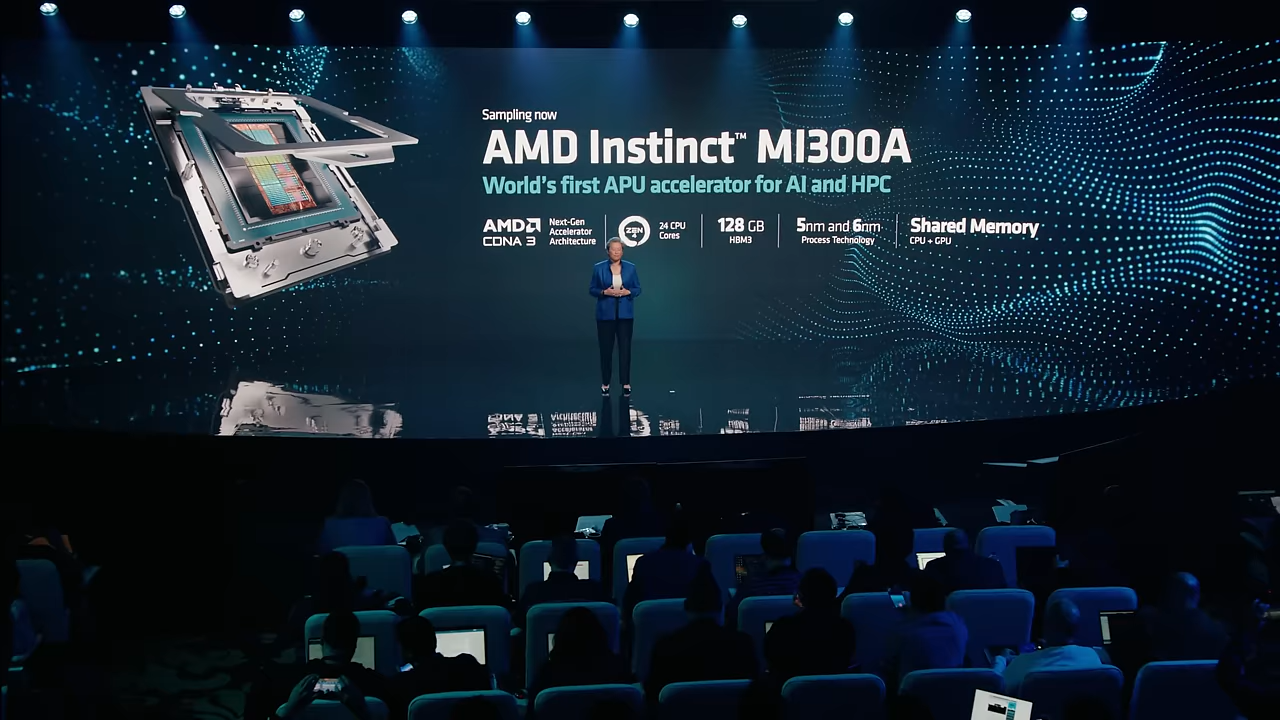 Sampling now
AMD Instinct™ MI300A
World's first APU accelerator for AI and HPC
AMD
CDNA 3
Next-Gen
Accelerator
Architecture
ZEN
24 CPU
Cores
128 GB
HBM3
5nm and 6nm
Process Technology
Shared Memory
CPU + GPU